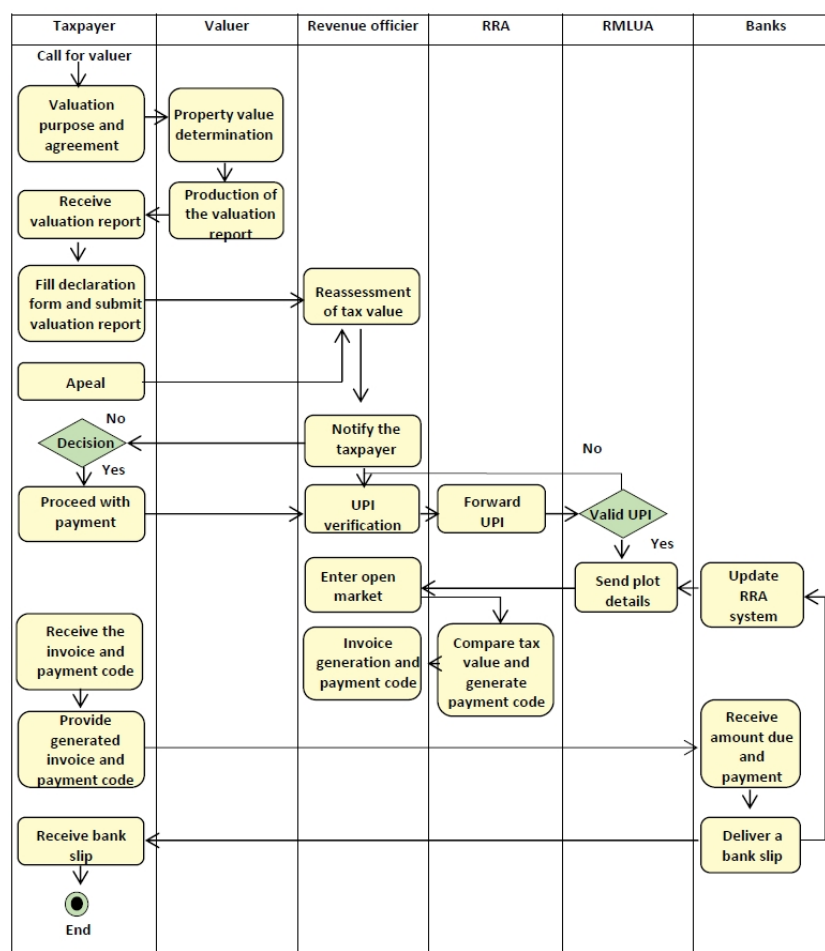 Taxpayer
Valuer
Revenue officier
RRA
RMLUA
Banks
Call for valuer
Valuation
purpose and
agreement
Property value
determination
Receive
valuation report
Production of
the valuation
report
Fill declaration
form and submit
valuation report
Reassessment
of tax value
Apeal
No
Decision
Yes
Notify the
taxpayer
No
Proceed with
payment
UPI
verification
Forward
UPI
Valid UPI
Yes
Enter open
market
Send plot
details
Update
RRA
system
Receive the
invoice and
payment code
Invoice
generation and
payment code
Compare tax
value and
generate
payment code
Provide
generated
invoice and
payment code
Receive
amount due
and
payment
Receive bank
slip
Deliver a
bank slip
End